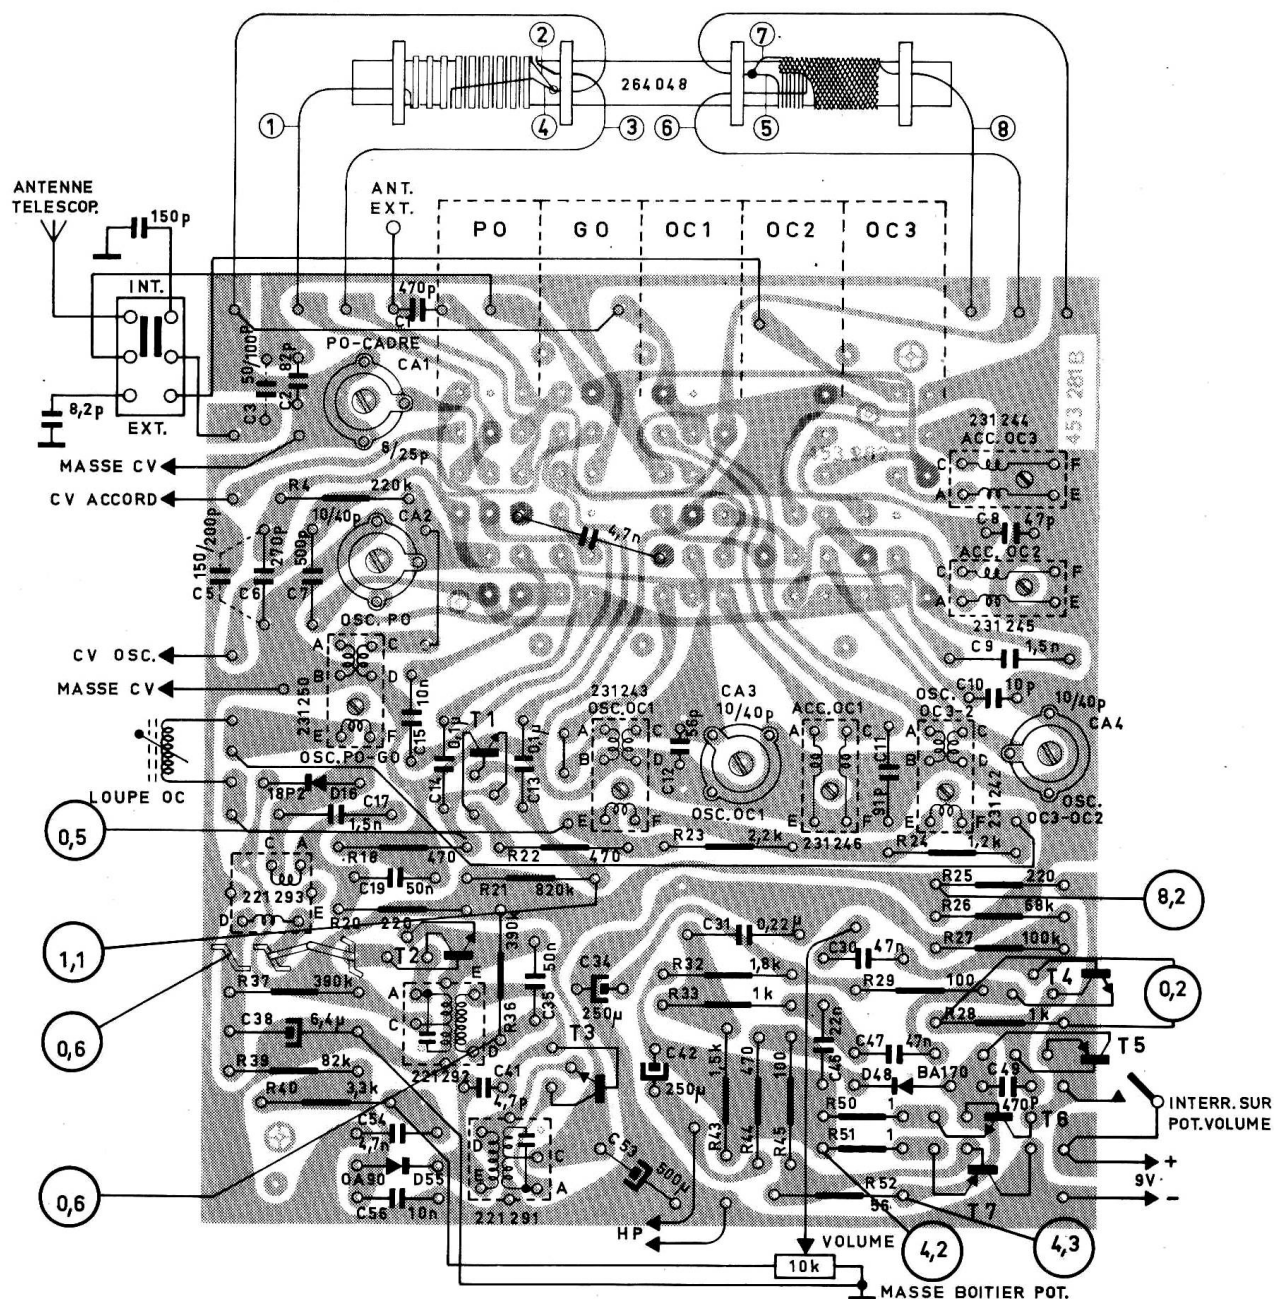 2
7
264048
1
4
3
6
5
8
ANTENNE
TELESCOP.
150p
ANT.
EXT.
PO GO OC1 OC2 OC3
INT.
470p
C1
50/100p
82p
PO-CADRE
CA1
C3
C2
8,2p
EXT.
6/25p
453 281B
231244
ACC. OC3
MASSE CV
C F
CV ACCORD
R4 220k
A E
10/40p
CA2
C8 47p
150/200p
270p
500p
4,7n
ACC. OC2
C F
C5 C6 C7
A E
OSC. PO
231245
A C
C9 1,5n
CV OSC.
B D
MASSE CV
231250
10n
231243
OSC.OC1
CA3
10/40p
ACC.OC1
OSC.
OC3-2
C10 10p
10/40p
CA4
0,1µ
T1
0,1µ
A C
56p
A C
C11
A C
E F
C15
B D
B D
OSC.PO-GO
C14
C13
C12
91p
231242
LOUPE OC
18P2 D16
C17
OSC.
OC3-OC2
1,5n
E F
OSC.OC1
E F
E F
0,5
231246
R23 2,2k
R24 1,2k
R18 470
R22 470
C A
221293
C19 50n
R21 820k
R25 220
8,2
D E
R20 220
R26 68k
1,1
390k
C31 0,22µ
C30 47n
R27 100k
T2
50n
C34
R32 1,8k
R29 100
T4
0,2
R37 390k
A E
R36
C35
250µ
R33 1k
R28 1k
C38 6,4µ
C D
T3
22n
C47 47n
T5
0,6
R39 82k
221292
C41
C42
1,5k
470
100
C46
D48 BA170
C49
R40 3,3k
4,7p
250µ
R50 1
470p
T6
INTERR. SUR
POT. VOLUME
C54
4,7n
R43
R44
R45
R51 1
+
D C
C53
500µ
9V
0,6
OA90 D55
E A
R52
56
-
C56 10n
221291
T7
HP
VOLUME
4,2
4,3
10k
MASSE BOITIER POT.